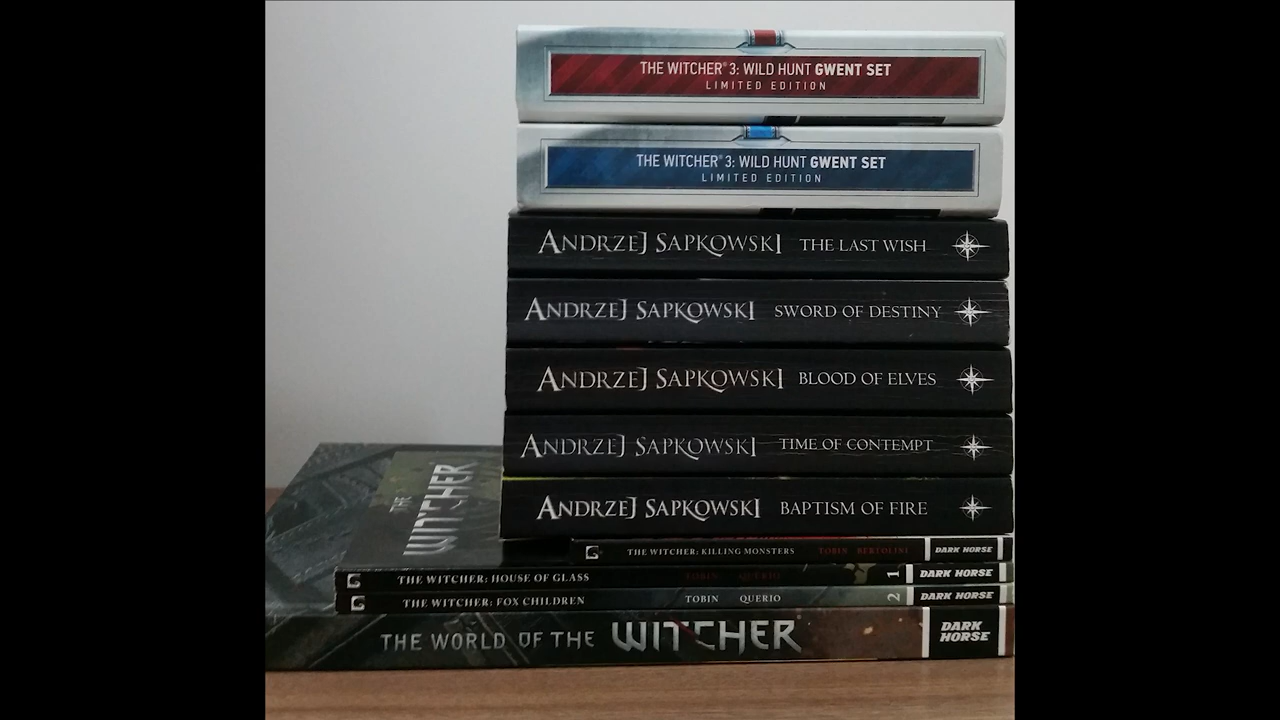 THE WITCHER® 3: WILD HUNT GWENT SET
LIMITED EDITION
THE WITCHER® 3: WILD HUNT GWENT SET
LIMITED EDITION
ANDRZEJ SAPKOWSKI THE LAST WISH
ANDRZEJ SAPKOWSKI SWORD OF DESTINY
ANDRZEJ SAPKOWSKI BLOOD OF ELVES
ANDRZEJ SAPKOWSKI TIME OF CONTEMPT
ANDRZEJ SAPKOWSKI BAPTISM OF FIRE
THE WITCHER
THE WITCHER: KILLING MONSTERS TOBIN BERTOLINI DARK HORSE
THE WITCHER: HOUSE OF GLASS TOBIN QUERIO 1 DARK HORSE
THE WITCHER: FOX CHILDREN TOBIN QUERIO 2 DARK HORSE
THE WORLD OF THE WITCHER DARK HORSE